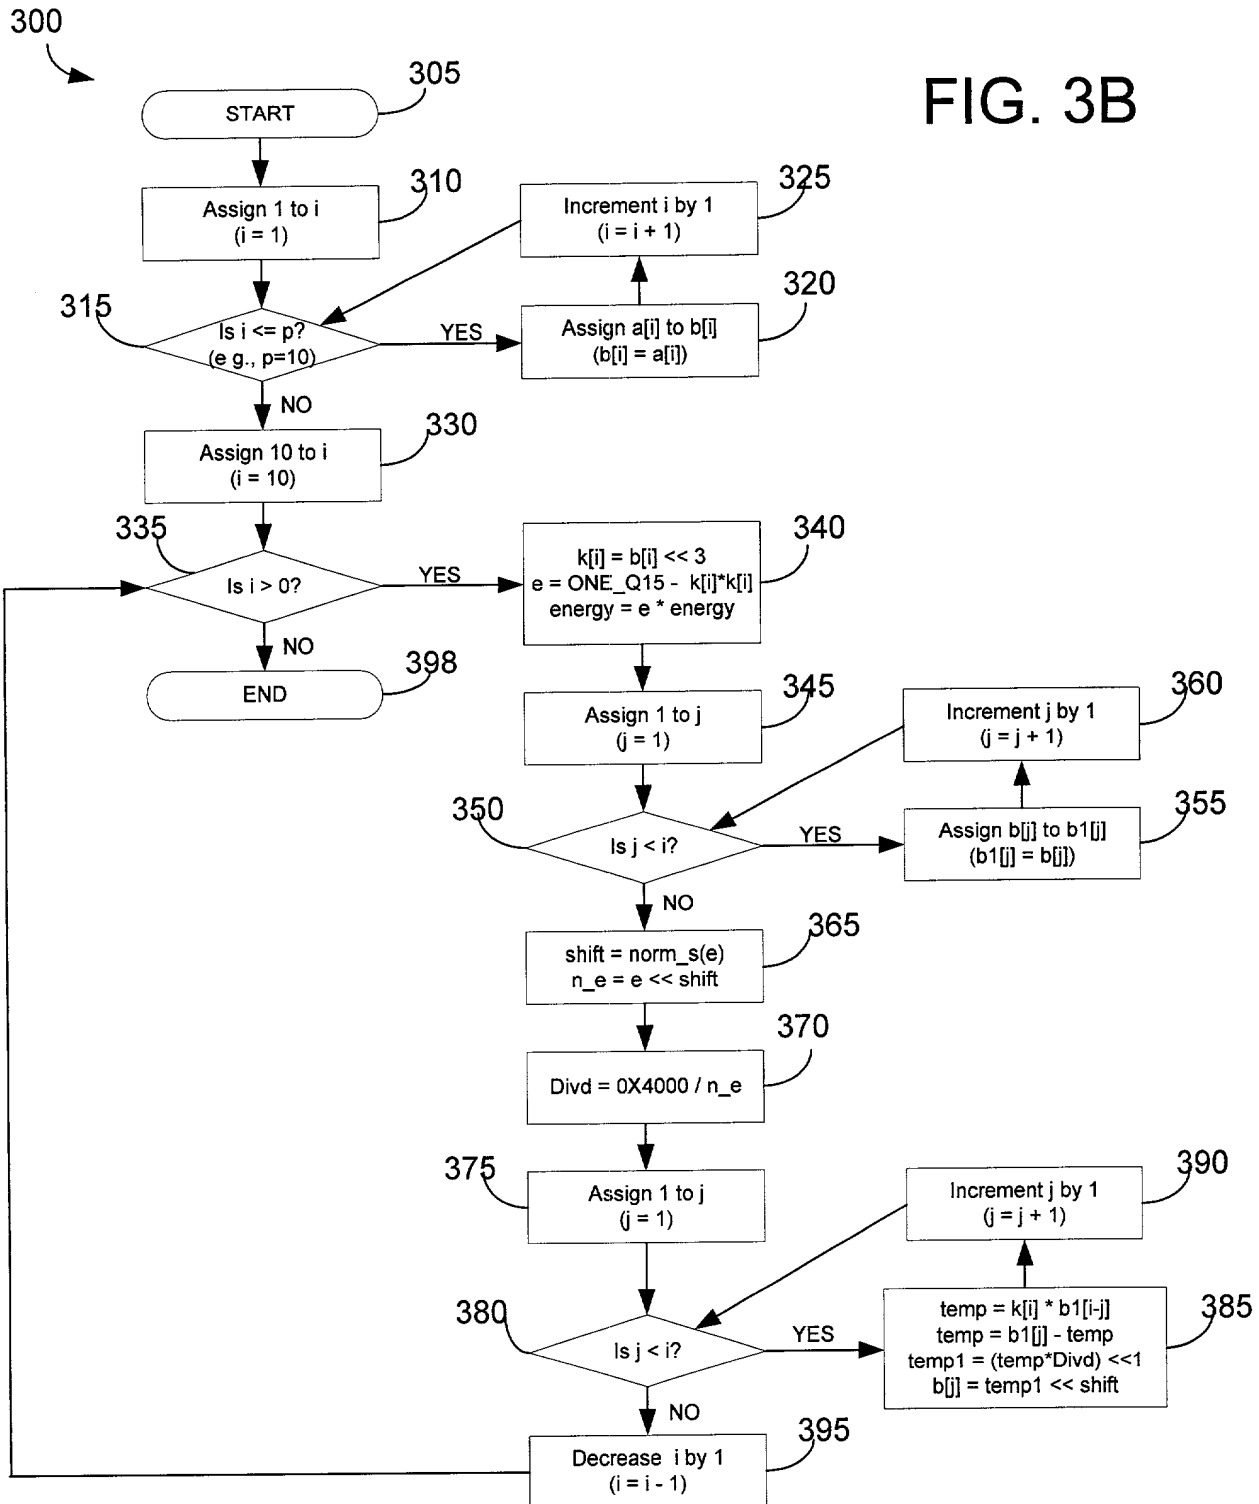 300
FIG. 3B
305
START
310
Assign 1 to i
(i = 1)
325
Increment i by 1
(i = i + 1)
315
Is i <= p?
(e g., p=10)
YES
320
Assign a[i] to b[i]
(b[i] = a[i])
NO
330
Assign 10 to i
(i = 10)
335
Is i > 0?
YES
340
k[i] = b[i] << 3
e = ONE_Q15 - k[i]*k[i]
energy = e * energy
NO
398
END
345
Assign 1 to j
(j = 1)
360
Increment j by 1
(j = j + 1)
350
Is j < i?
YES
355
Assign b[j] to b1[j]
(b1[j] = b[j])
NO
365
shift = norm_s(e)
n_e = e << shift
370
Divd = 0X4000 / n_e
375
Assign 1 to j
(j = 1)
390
Increment j by 1
(j = j + 1)
380
Is j < i?
YES
385
temp = k[i] * b1[i-j]
temp = b1[j] - temp
temp1 = (temp*Divd) <<1
b[j] = temp1 << shift
NO
395
Decrease i by 1
(i = i - 1)